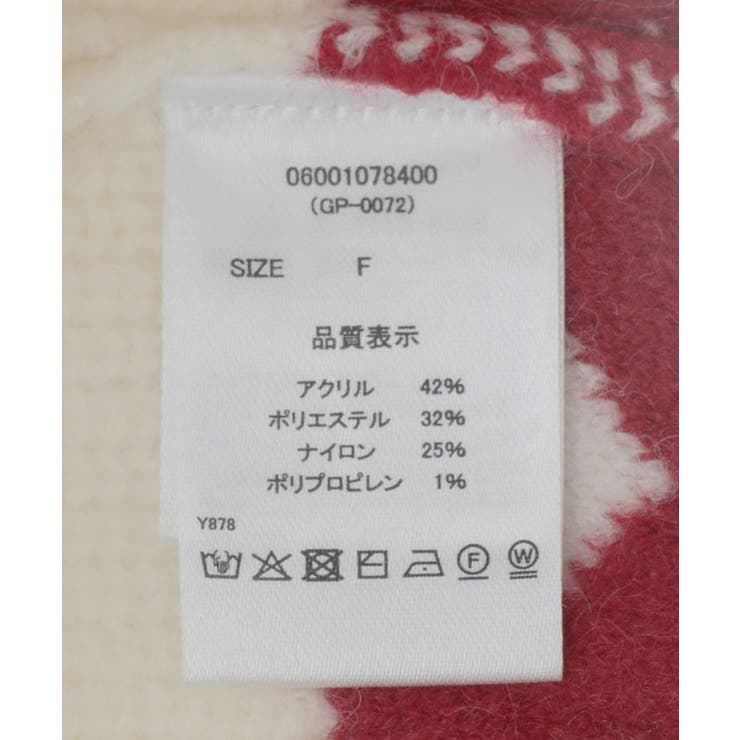 06001078400
(GP-0072)
SIZE F
品質表示
アクリル 42%
ポリエステル 32%
ナイロン 25%
ポリプロピレン 1%
Y878
F W